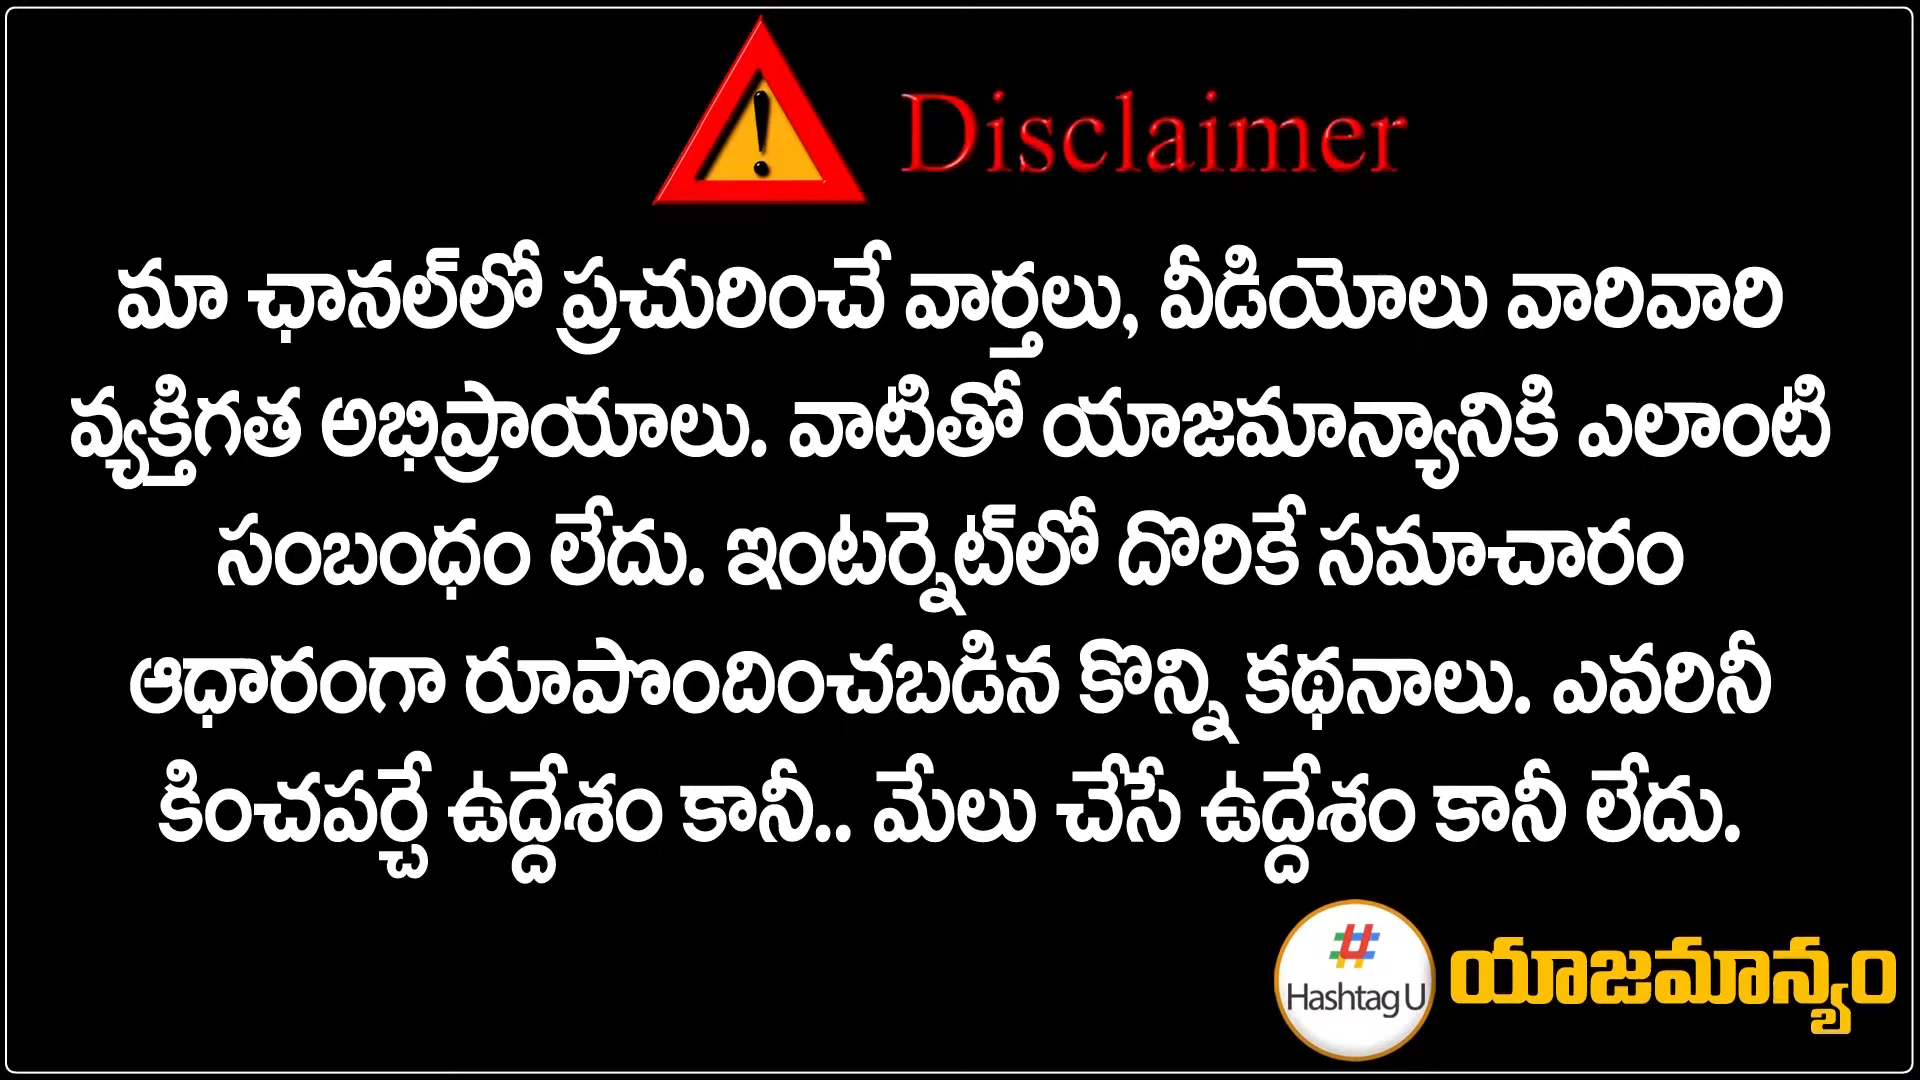 Disclaimer
మా ఛానల్‌లో ప్రచురించే వార్తలు, వీడియోలు వారివారి
వ్యక్తిగత అభిప్రాయాలు. వాటితో యాజమాన్యానికి ఎలాంటి
సంబంధం లేదు. ఇంటర్నెట్‌లో దొరికే సమాచారం
ఆధారంగా రూపొందించబడిన కొన్ని కథనాలు. ఎవరినీ
కించపర్చే ఉద్దేశం కానీ.. మేలు చేసే ఉద్దేశం కానీ లేదు.
# 
Hashtag U యాజమాన్యం